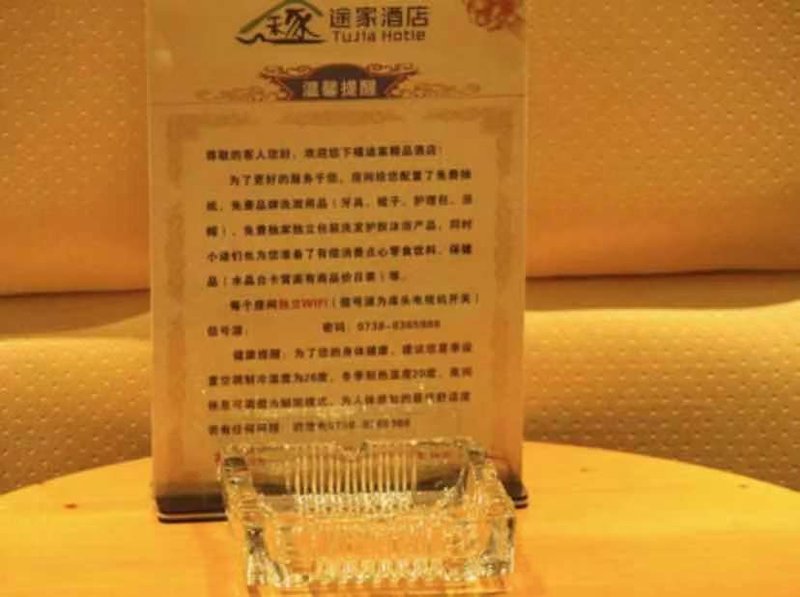 途家酒店
TuJia Hotle
温馨提醒
尊敬的客人您好，欢迎您下榻途家精品酒店：
为了更好的服务于您，房间给您配置了免费抽
纸、免费品牌洗漱用品（牙具、梳子、护理包、浴
帽）、免费独家独立包装洗发护肤沐浴产品，同时
小途们也为您准备了有偿消费点心零食饮料、保健
品（水晶台卡背面有商品价目表）等。
每个房间独立WIFI（信号源为床头电视机开关）
信号源： 密码：0738-8365988
健康提醒：为了您的身体健康，建议您夏季设
置空调制冷温度为26度，冬季制热温度20度，夜间
休息可调整为睡眠模式，为人体感知的最佳舒适度
若有任何问题